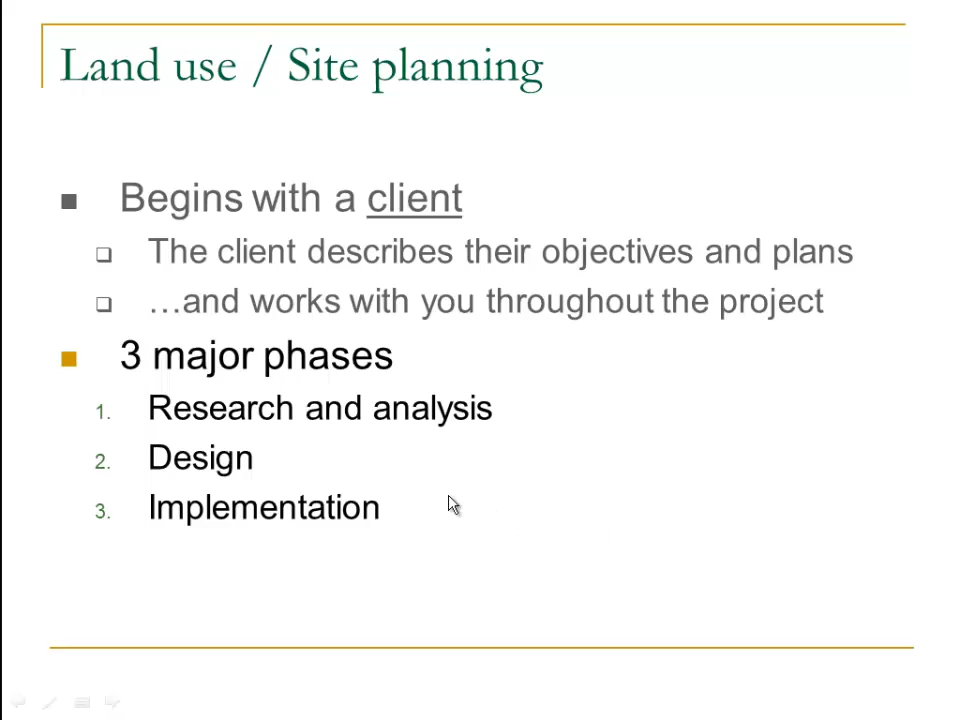 Land use / Site planning
Begins with a client
The client describes their objectives and plans
…and works with you throughout the project
3 major phases
1. Research and analysis
2. Design
3. Implementation